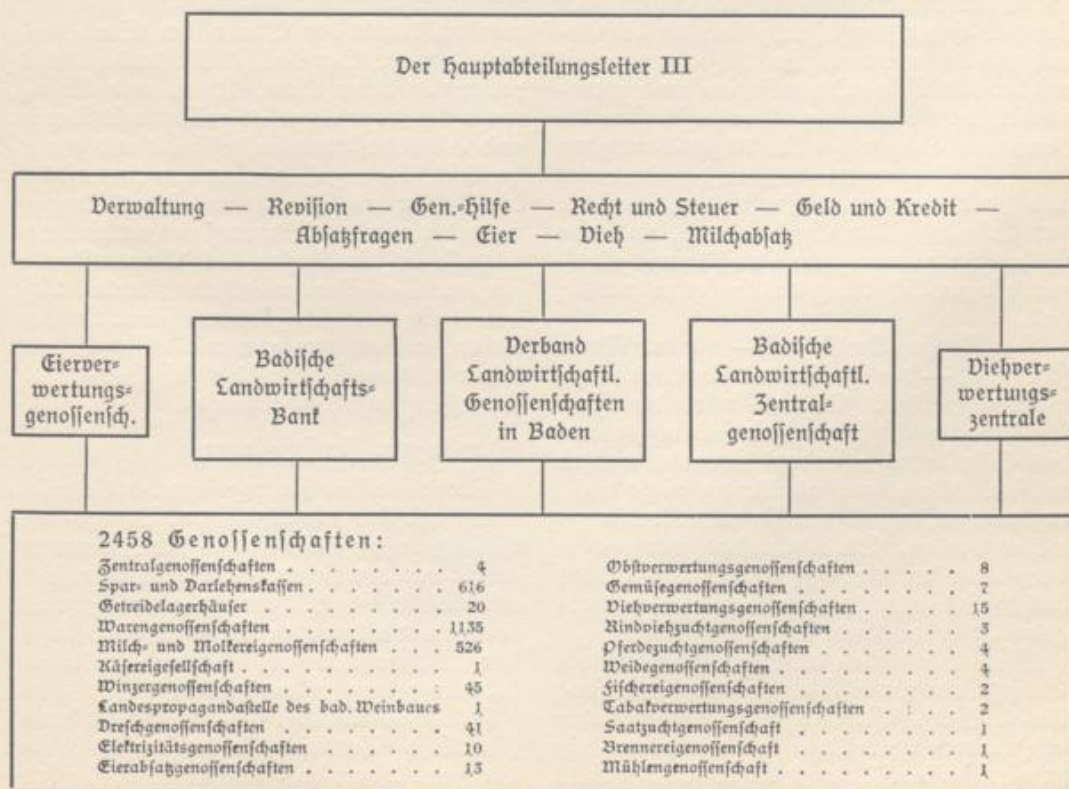 Der Hauptabteilungsleiter III
Verwaltung — Revision — Gen.=Hilfe — Recht und Steuer — Geld und Kredit —
Absatzfragen — Eier — Vieh — Milchabsatz
Eierver=
wertungs=
genossensch.
Badische
Landwirtschafts=
Bank
Verband
Landwirtschaftl.
Genossenschaften
in Baden
Badische
Landwirtschaftl.
Zentral=
genossenschaft
Viehver=
wertungs=
zentrale
2458 Genossenschaften:
Zentralgenossenschaften . . . . . . . . 4
Spar= und Darlehenskassen . . . . . . . 616
Getreidelagerhäuser . . . . . . . . . 20
Warengenossenschaften . . . . . . . . 1135
Milch= und Molkereigenossenschaften . . . 526
Käsereigesellschaft . . . . . . . . . . 1
Winzergenossenschaften . . . . . . . : 45
Landespropagandastelle des bad. Weinbaues 1
Dreschgenossenschaften . . . . . . . . 41
Elektrizitätsgenossenschaften . . . . . . 10
Eierabsatzgenossenschaften . . . . . . . 13
Obstverwertungsgenossenschaften . . . . . 8
Gemüsegenossenschaften . . . . . . . . 7
Viehverwertungsgenossenschaften . . . . . 15
Rindviehzuchtgenossenschaften . . . . . . 3
Pferdezuchtgenossenschaften . . . . . . . 4
Weidegenossenschaften . . . . . . . . . 4
Fischereigenossenschaften . . . . . . . . 2
Tabakverwertungsgenossenschaften . : . . 2
Saatzuchtgenossenschaft . . . . . . . . 1
Brennereigenossenschaft . . . . . . . . 1
Mühlengenossenschaft . . . . . . . . . 1